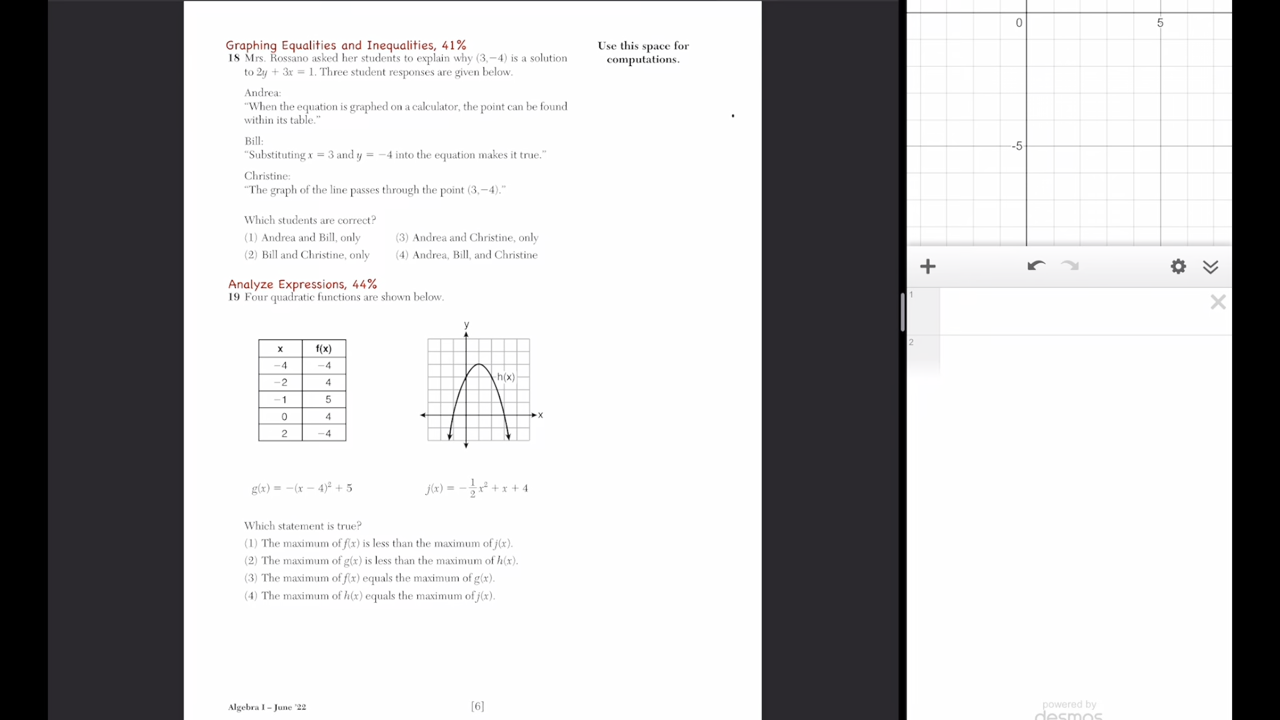 Graphing Equalities and Inequalities, 41%
18 Mrs. Rossano asked her students to explain why (3,−4) is a solution
to 2y + 3x = 1. Three student responses are given below.
Andrea:
"When the equation is graphed on a calculator, the point can be found
within its table."
Bill:
"Substituting x = 3 and y = −4 into the equation makes it true."
Christine:
"The graph of the line passes through the point (3,−4)."
Which students are correct?
(1) Andrea and Bill, only (3) Andrea and Christine, only
(2) Bill and Christine, only (4) Andrea, Bill, and Christine
Analyze Expressions, 44%
19 Four quadratic functions are shown below.
x f(x)
−4 −4
−2 4
−1 5
0 4
2 −4
y
h(x)
x
g(x) = −(x − 4)² + 5 j(x) = −1/2 x² + x + 4
Which statement is true?
(1) The maximum of f(x) is less than the maximum of j(x).
(2) The maximum of g(x) is less than the maximum of h(x).
(3) The maximum of f(x) equals the maximum of g(x).
(4) The maximum of h(x) equals the maximum of j(x).
Algebra I – June '22 [6]
Use this space for
computations.
0 5
-5
1
2
powered by
desmos